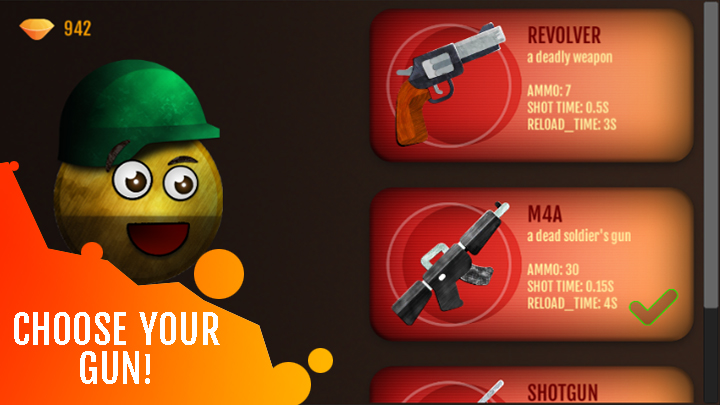 942
REVOLVER
a deadly weapon
AMMO: 7
SHOT TIME: 0.5S
RELOAD_TIME: 3S
M4A
a dead soldier's gun
AMMO: 30
SHOT TIME: 0.15S
RELOAD_TIME: 4S
SHOTGUN
CHOOSE YOUR
GUN!